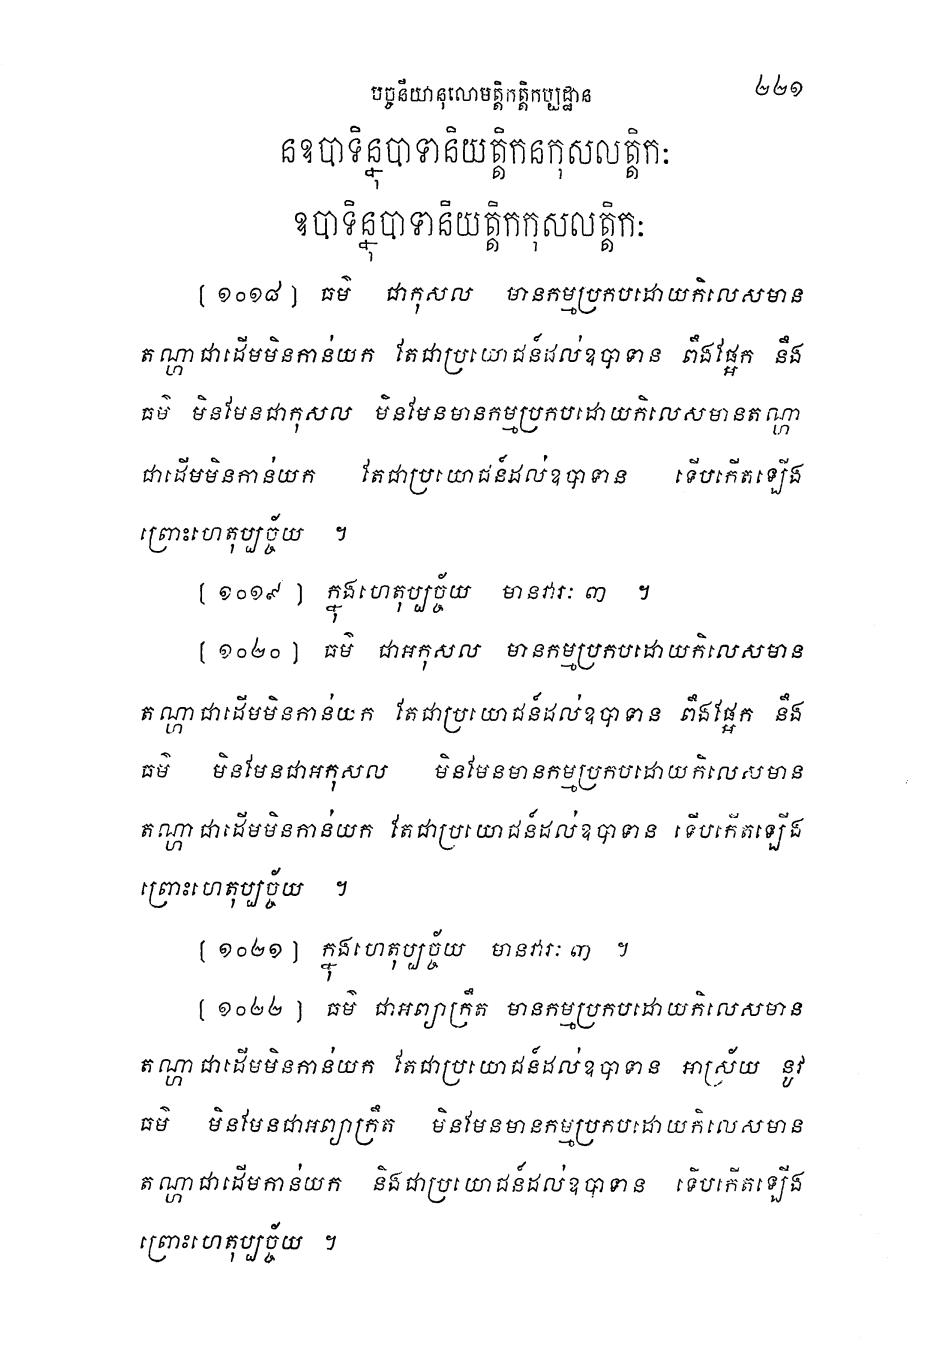 បច្ចនីយានុលោមត្តិកត្តិកប្បដ្ឋាន ២២១
នឧបាទិន្នុបាទានិយត្តិកនកុសលត្តិកៈ
ឧបាទិន្នុបាទានីយត្តិកកុសលត្តិកៈ
[ ១០១៨ ] ធម៌ ជាកុសល មានកម្មប្រកបដោយកិលេសមាន
តណ្ហាជាដើមមិនកាន់យក តែជាប្រយោជន៍ដល់ឧបាទាន ពឹងផ្អែក នឹង
ធម៌ មិនមែនជាកុសល មិនមែនមានកម្មប្រកបដោយកិលេសមានតណ្ហា
ជាដើមមិនកាន់យក តែជាប្រយោជន៍ដល់ឧបាទាន ទើបកើតឡើង
ព្រោះហេតុប្បច្ច័យ ។
[ ១០១៩ ] ក្នុងហេតុប្បច្ច័យ មានវារៈ ៣ ។
[ ១០២០ ] ធម៌ ជាអកុសល មានកម្មប្រកបដោយកិលេសមាន
តណ្ហាជាដើមមិនកាន់យក តែជាប្រយោជន៍ដល់ឧបាទាន ពឹងផ្អែក នឹង
ធម៌ មិនមែនជាអកុសល មិនមែនមានកម្មប្រកបដោយកិលេសមាន
តណ្ហាជាដើមមិនកាន់យក តែជាប្រយោជន៍ដល់ឧបាទាន ទើបកើតឡើង
ព្រោះហេតុប្បច្ច័យ ។
[ ១០២១ ] ក្នុងហេតុប្បច្ច័យ មានវារៈ ៣ ។
[ ១០២២ ] ធម៌ ជាអព្យាក្រឹត មានកម្មប្រកបដោយកិលេសមាន
តណ្ហាជាដើមមិនកាន់យក តែជាប្រយោជន៍ដល់ឧបាទាន អាស្រ័យ នូវ
ធម៌ មិនមែនជាអព្យាក្រឹត មិនមែនមានកម្មប្រកបដោយកិលេសមាន
តណ្ហាជាដើមកាន់យក និងជាប្រយោជន៍ដល់ឧបាទាន ទើបកើតឡើង
ព្រោះហេតុប្បច្ច័យ ។